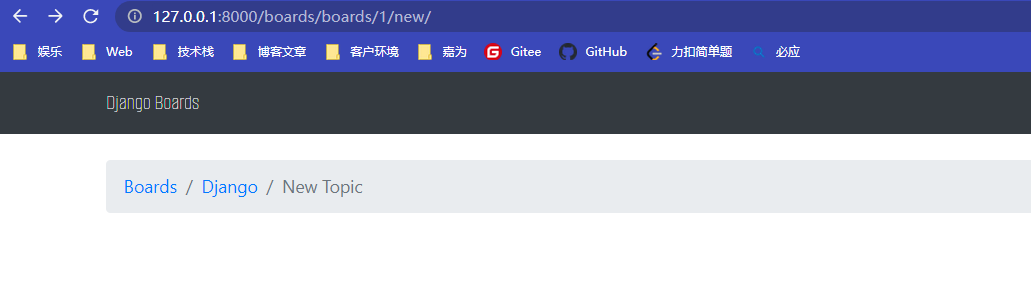 127.0.0.1:8000/boards/boards/1/new/
娱乐 Web 技术栈 博客文章 客户环境 嘉为 Gitee GitHub 力扣简单题 必应
Django Boards
Boards / Django / New Topic